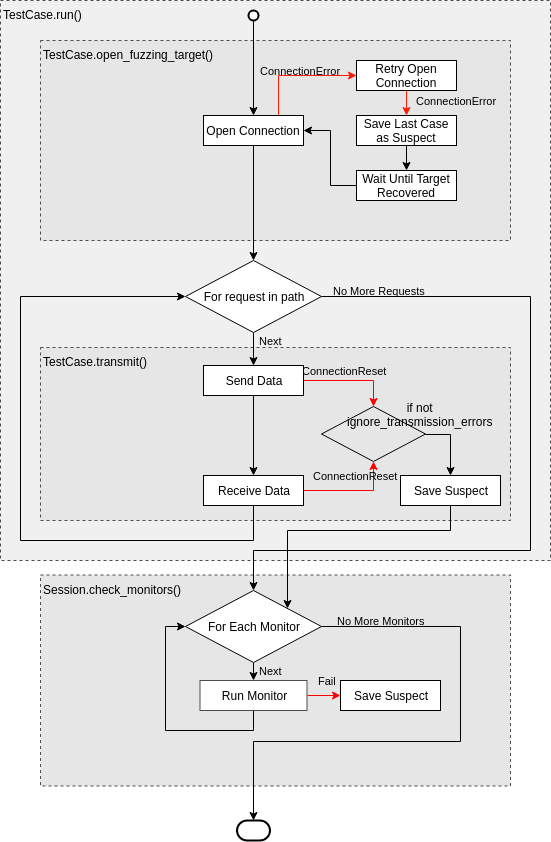 TestCase.run()
TestCase.open_fuzzing_target()
ConnectionError
Retry Open
Connection
ConnectionError
Open Connection
Save Last Case
as Suspect
Wait Until Target
Recovered
For request in path
No More Requests
Next
TestCase.transmit()
Send Data
ConnectionReset
if not
ignore_transmission_errors
ConnectionReset
Receive Data
Save Suspect
Session.check_monitors()
For Each Monitor
No More Monitors
Next
Fail
Run Monitor
Save Suspect